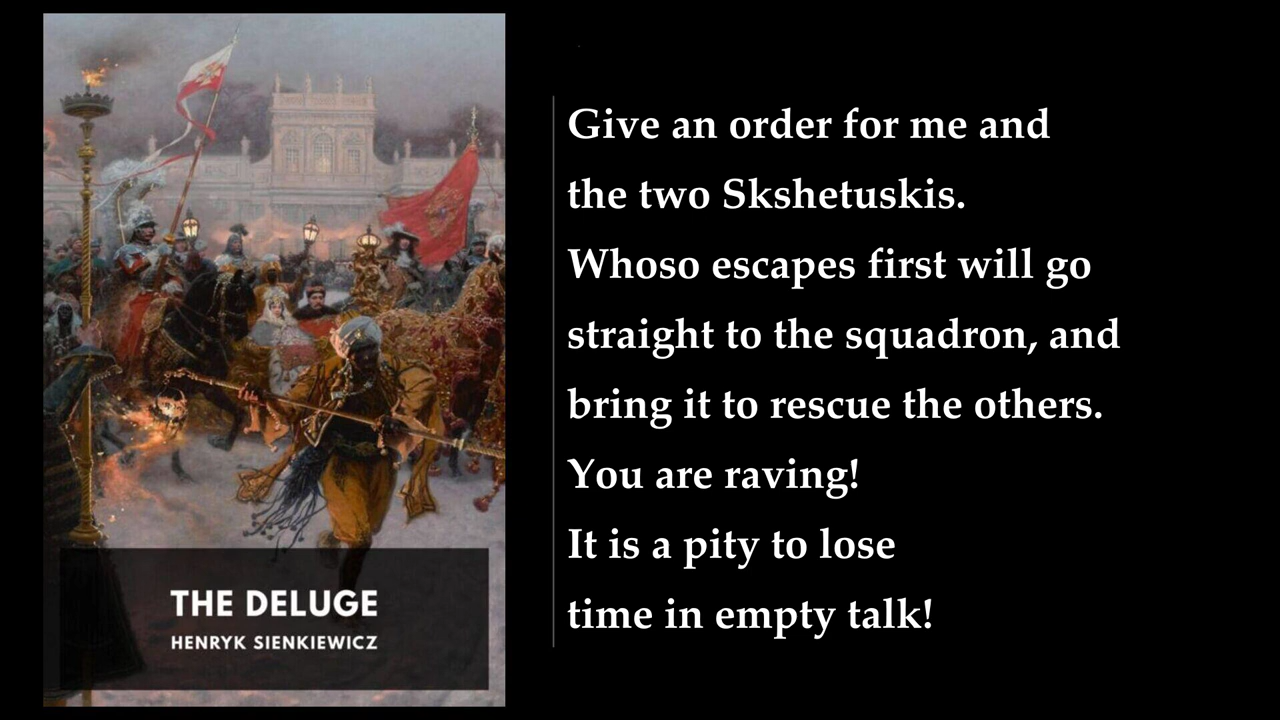 THE DELUGE
HENRYK SIENKIEWICZ
Give an order for me and
the two Skshetuskis.
Whoso escapes first will go
straight to the squadron, and
bring it to rescue the others.
You are raving!
It is a pity to lose
time in empty talk!